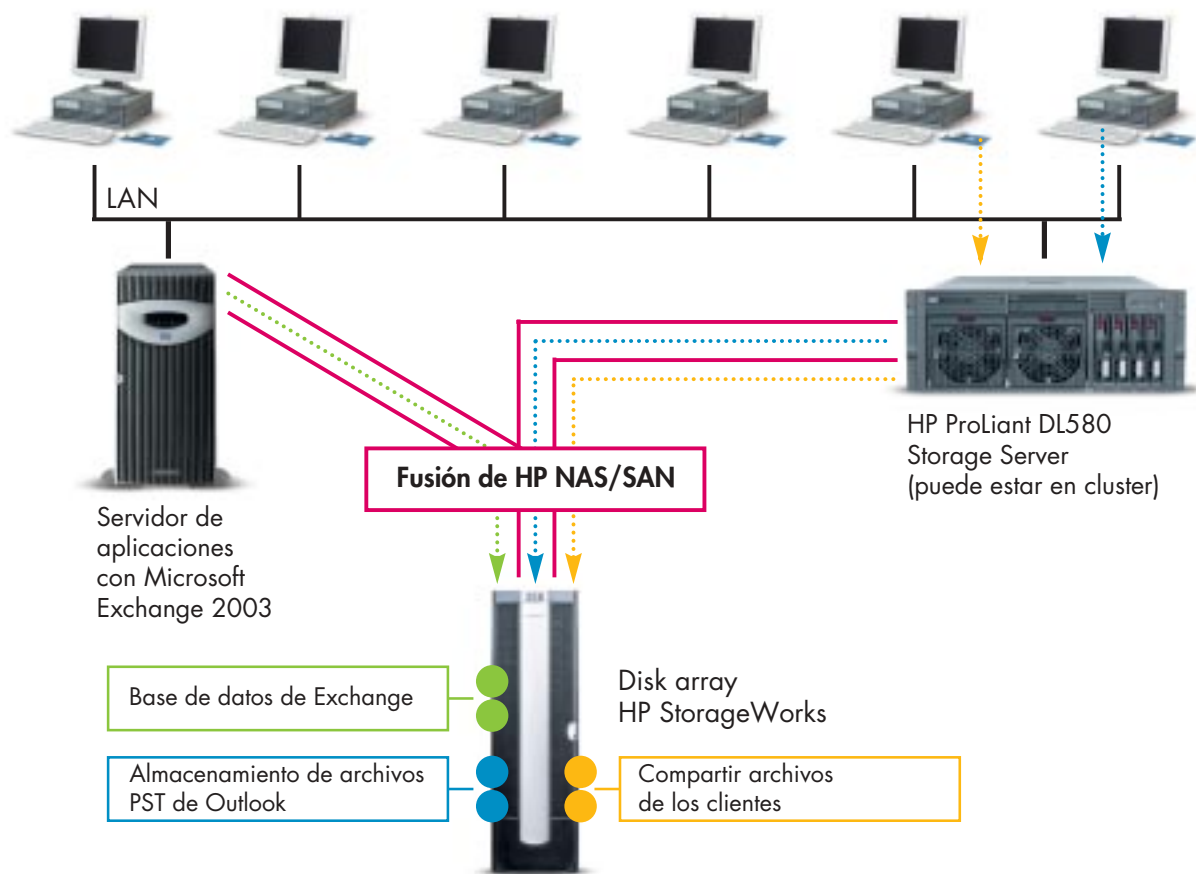 LAN
HP ProLiant DL580
Storage Server
(puede estar en cluster)
Fusión de HP NAS/SAN
Servidor de
aplicaciones
con Microsoft
Exchange 2003
Base de datos de Exchange
Disk array
HP StorageWorks
Almacenamiento de archivos
PST de Outlook
Compartir archivos
de los clientes